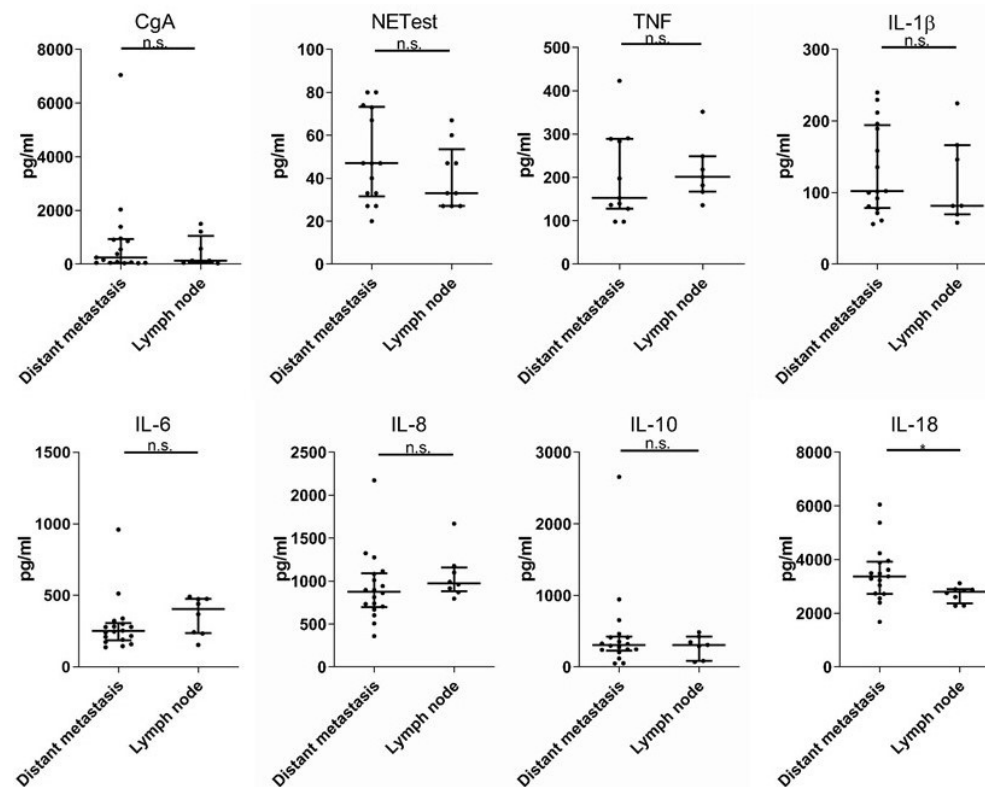 CgA
n.s.
8000
6000
4000
2000
0
pg/ml
Distant metastasis
Lymph node
NETest
n.s.
100
80
60
40
20
0
pg/ml
Distant metastasis
Lymph node
TNF
n.s.
500
400
300
200
100
0
pg/ml
Distant metastasis
Lymph node
IL-1β
n.s.
300
200
100
0
pg/ml
Distant metastasis
Lymph node
IL-6
n.s.
1500
1000
500
0
pg/ml
Distant metastasis
Lymph node
IL-8
n.s.
2500
2000
1500
1000
500
0
pg/ml
Distant metastasis
Lymph node
IL-10
n.s.
3000
2000
1000
0
pg/ml
Distant metastasis
Lymph node
IL-18
*
8000
6000
4000
2000
0
pg/ml
Distant metastasis
Lymph node